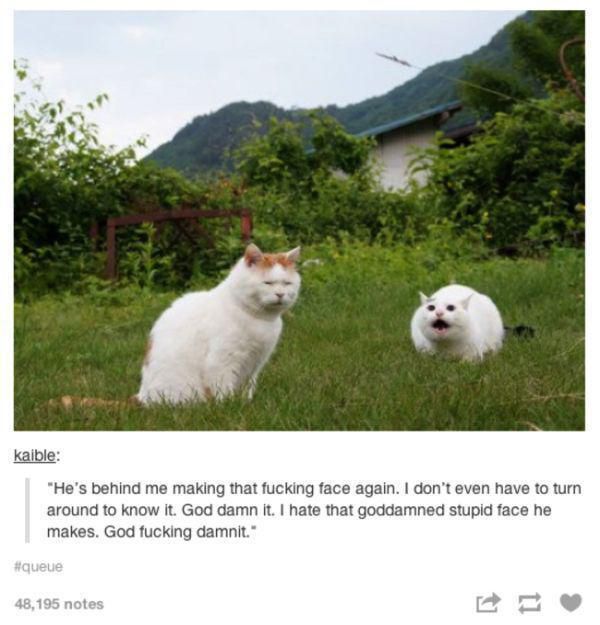 kaible:
"He's behind me making that fucking face again. I don't even have to turn
around to know it. God damn it. I hate that goddamned stupid face he
makes. God fucking damnit."
#queue
48,195 notes